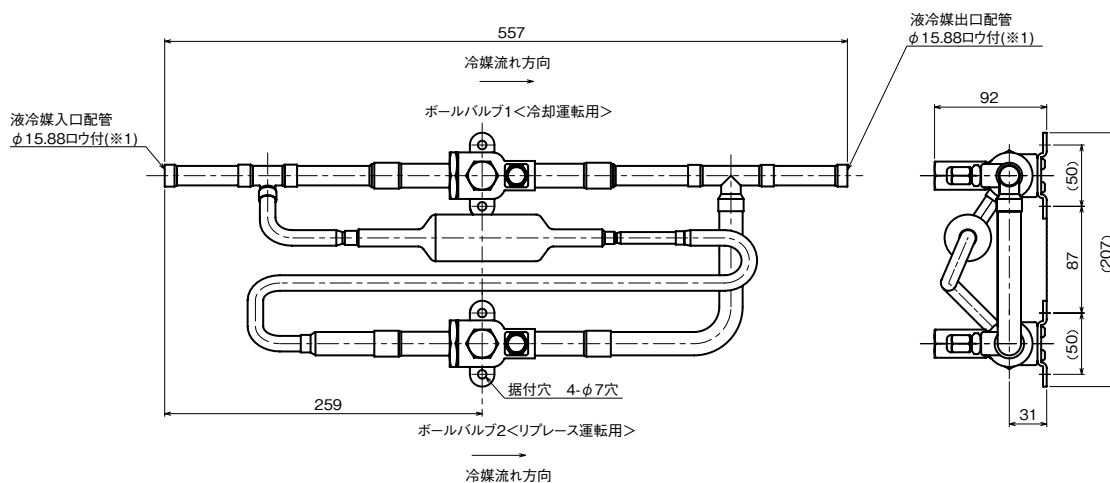 液冷媒出口配管
φ15.88ロウ付(※1)
557
冷媒流れ方向
92
ボールバルブ1<冷却運転用>
液冷媒入口配管
φ15.88ロウ付(※1)
(50)
87
(207)
(50)
据付穴 4-φ7穴
259
31
ボールバルブ2<リプレース運転用>
冷媒流れ方向